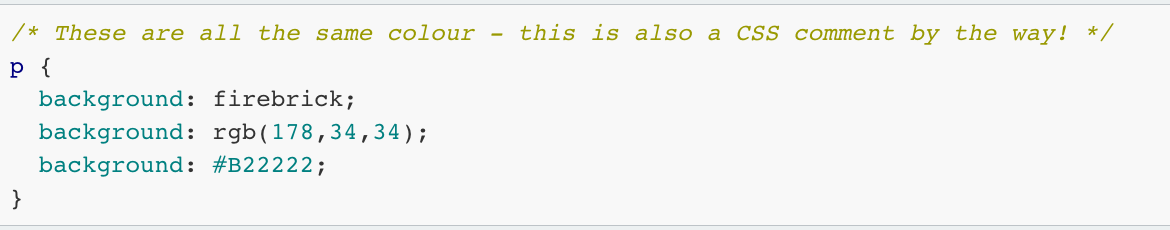 /* These are all the same colour - this is also a CSS comment by the way! */
p {
  background: firebrick;
  background: rgb(178,34,34);
  background: #B22222;
}